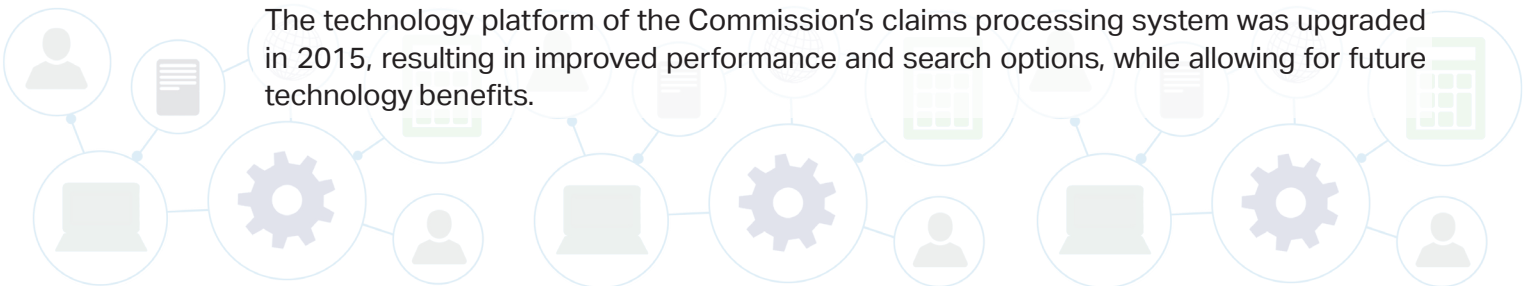 The technology platform of the Commission’s claims processing system was upgraded
in 2015, resulting in improved performance and search options, while allowing for future
technology benefits.